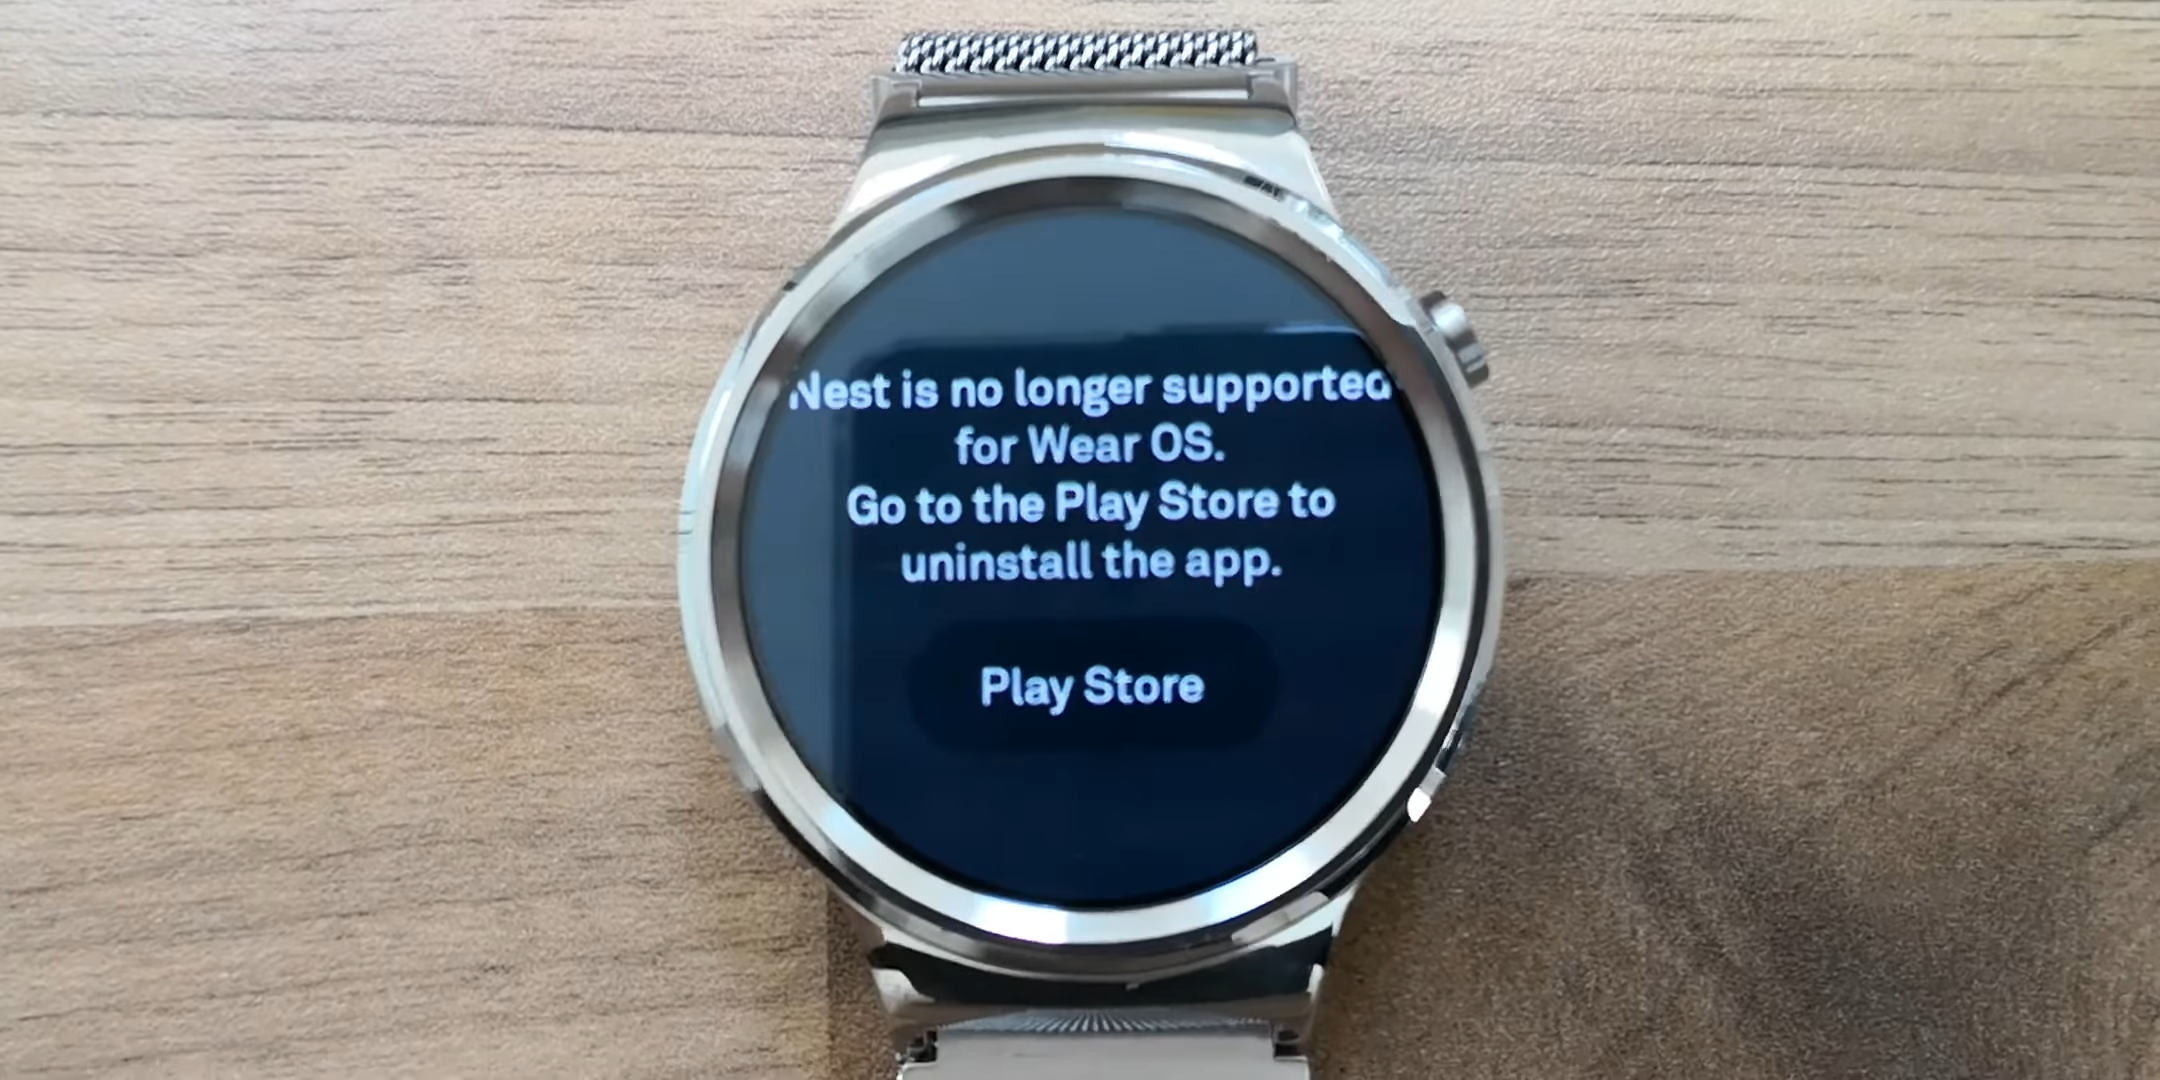 Nest is no longer supported
for Wear OS.
Go to the Play Store to
uninstall the app.
Play Store